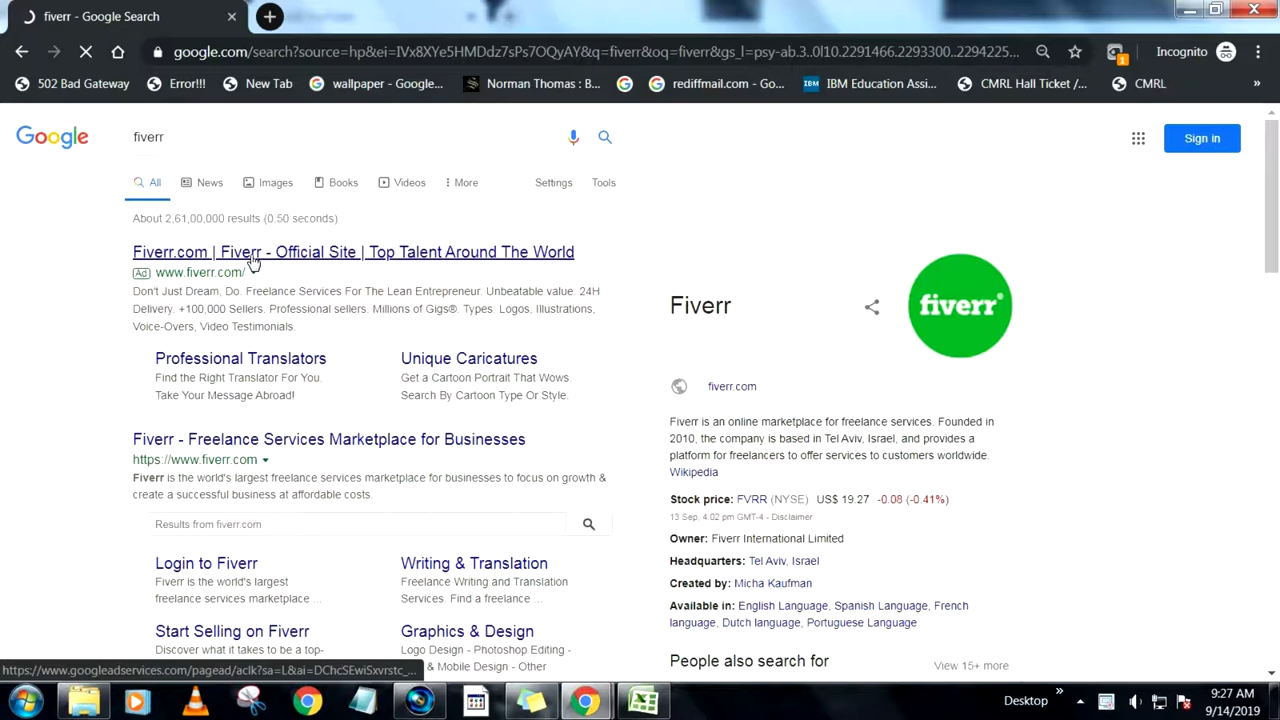 fiverr - Google Search
google.com/search?source=hp&ei=IVx8XYe5HMDdz7sPs7OQyAY&q=fiverr&oq=fiverr&gs_l=psy-ab.3.0l10.2291466.2293300..2294225...
Incognito
1
502 Bad Gateway
Error!!!
New Tab
wallpaper - Google...
Norman Thomas : B...
rediffmail.com - Go...
IBM
IBM Education Assi...
CMRL Hall Ticket /...
CMRL
»
Google
fiverr
Sign in
All
News
Images
Books
Videos
More
Settings
Tools
About 2,61,00,000 results (0.50 seconds)
Fiverr.com | Fiverr - Official Site | Top Talent Around The World
Ad www.fiverr.com/
Don't Just Dream, Do. Freelance Services For The Lean Entrepreneur. Unbeatable value. 24H
Delivery. +100,000 Sellers. Professional sellers. Millions of Gigs®. Types: Logos, Illustrations,
Voice-Overs, Video Testimonials.
Professional Translators
Find the Right Translator For You.
Take Your Message Abroad!
Unique Caricatures
Get a Cartoon Portrait That Wows.
Search By Cartoon Type Or Style.
Fiverr - Freelance Services Marketplace for Businesses
https://www.fiverr.com
Fiverr is the world's largest freelance services marketplace for businesses to focus on growth &
create a successful business at affordable costs.
Results from fiverr.com
Login to Fiverr
Fiverr is the world's largest
freelance services marketplace ...
Writing & Translation
Freelance Writing and Translation
Services. Find a freelance ...
Start Selling on Fiverr
Discover what it takes to be a top-
Graphics & Design
Logo Design - Photoshop Editing -
& Mobile Design - Other
Fiverr
fiverr®
fiverr.com
Fiverr is an online marketplace for freelance services. Founded in
2010, the company is based in Tel Aviv, Israel, and provides a
platform for freelancers to offer services to customers worldwide.
Wikipedia
Stock price: FVRR (NYSE) US$ 19.27 -0.08 (-0.41%)
13 Sep, 4:02 pm GMT-4 - Disclaimer
Owner: Fiverr International Limited
Headquarters: Tel Aviv, Israel
Created by: Micha Kaufman
Available in: English Language, Spanish Language, French
language, Dutch language, Portuguese Language
People also search for
View 15+ more
https://www.googleadservices.com/pagead/aclk?sa=L&ai=DChcSEwiSxvrstc_...
Desktop
»
9:27 AM
9/14/2019